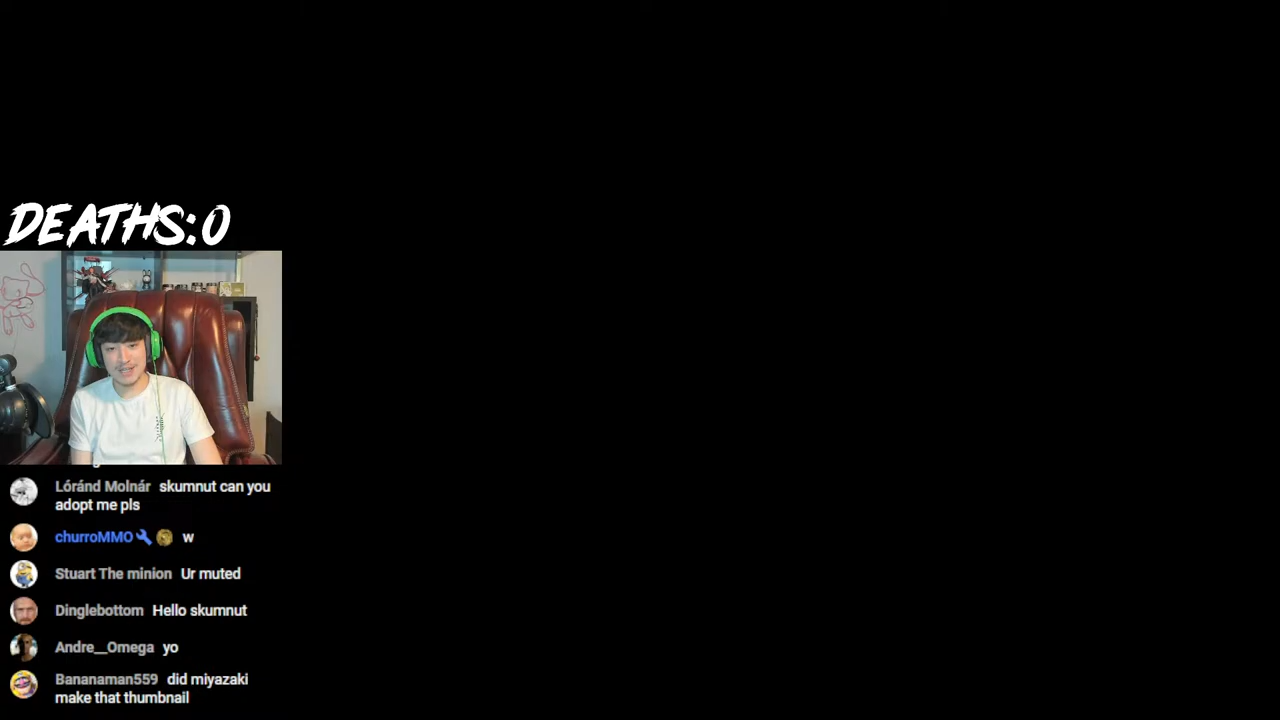 DEATHS:0
Lóránd Molnár skumnut can you
adopt me pls
churroMMO w
Stuart The minion Ur muted
Dinglebottom Hello skumnut
Andre__Omega yo
Bananaman559 did miyazaki
make that thumbnail